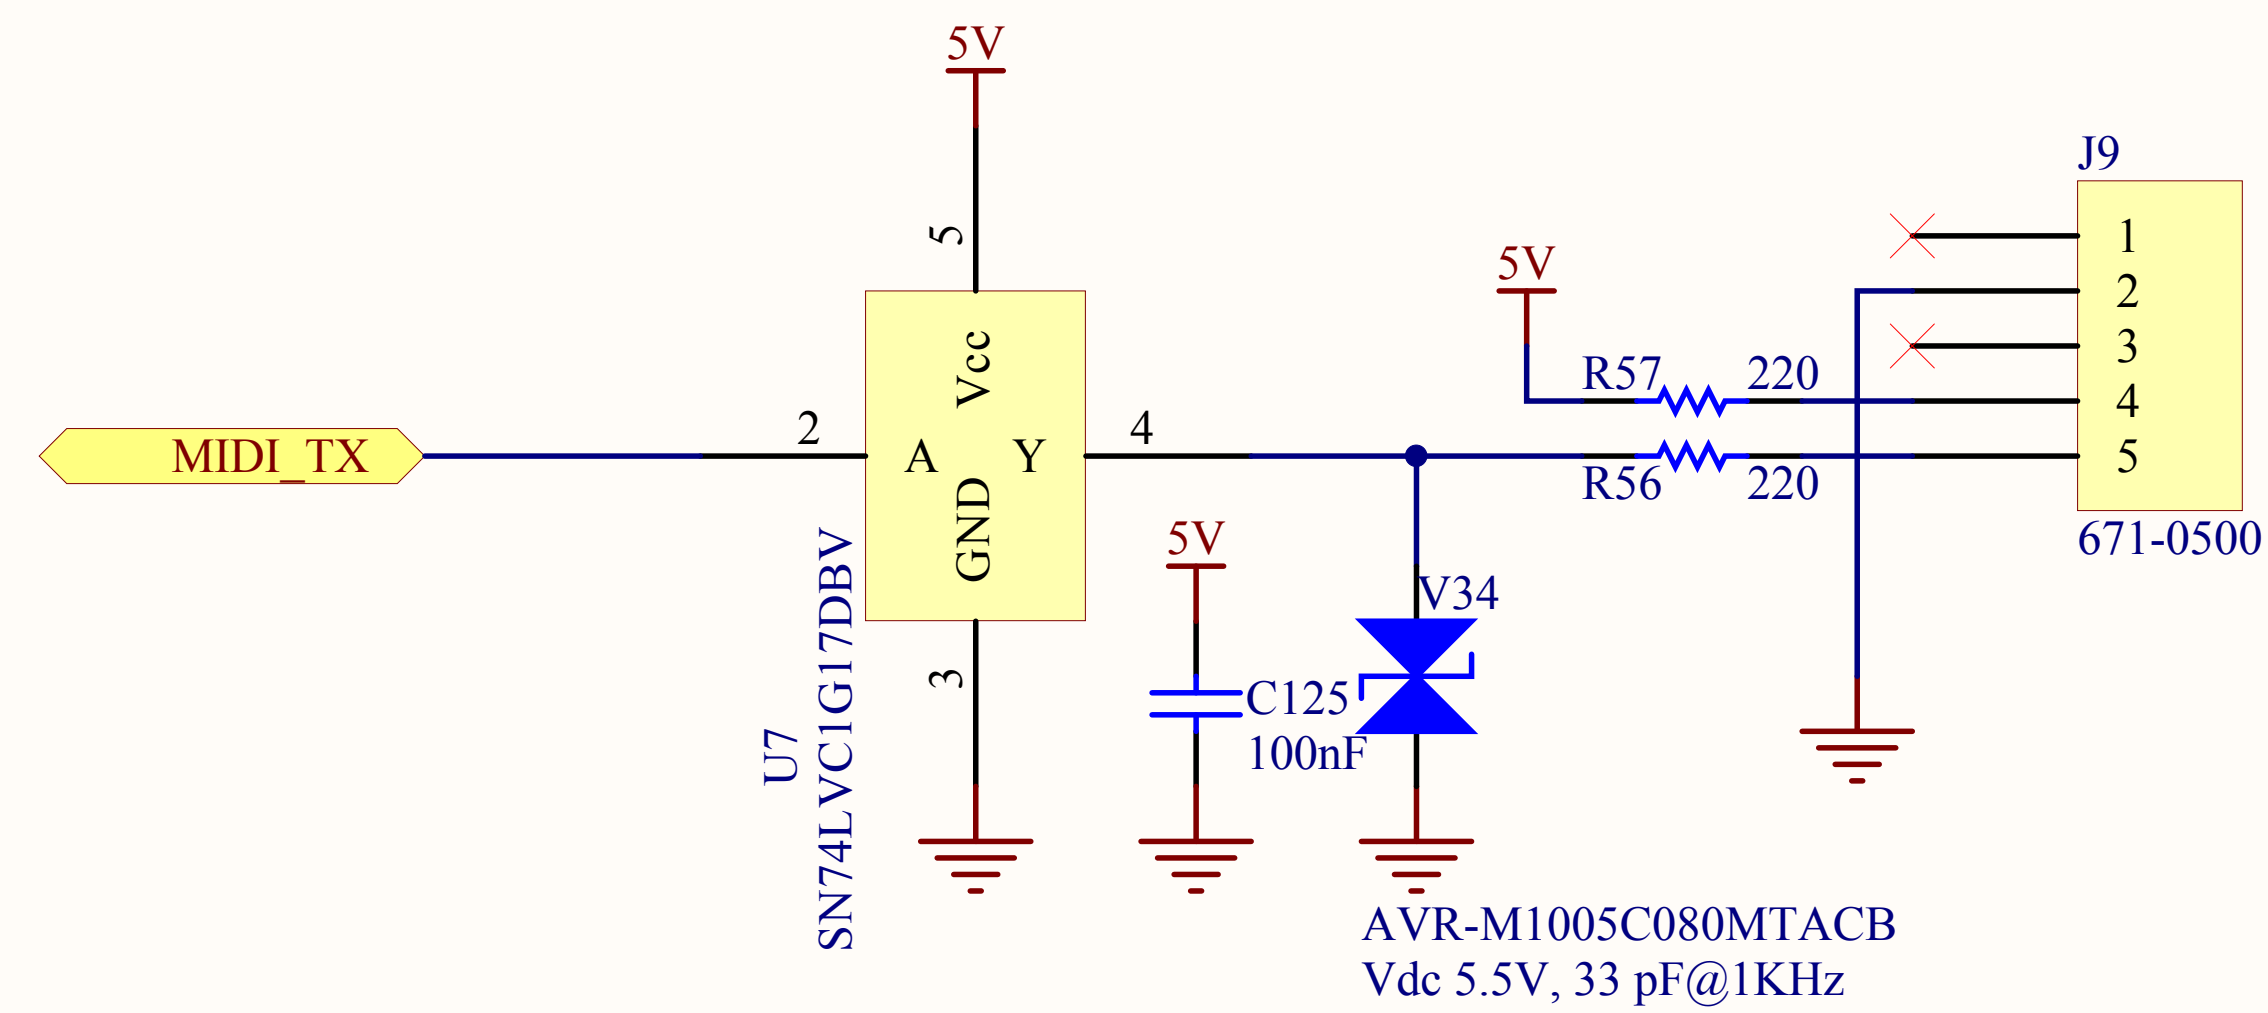 5V
5
J9
1
2
3
4
5
5V
R57 220
Vcc
MIDI_TX
2
A Y
4
R56 220
GND
671-0500
5V
V34
3
C125
100nF
U7
SN74LVC1G17DBV
AVR-M1005C080MTACB
Vdc 5.5V, 33 pF@1KHz